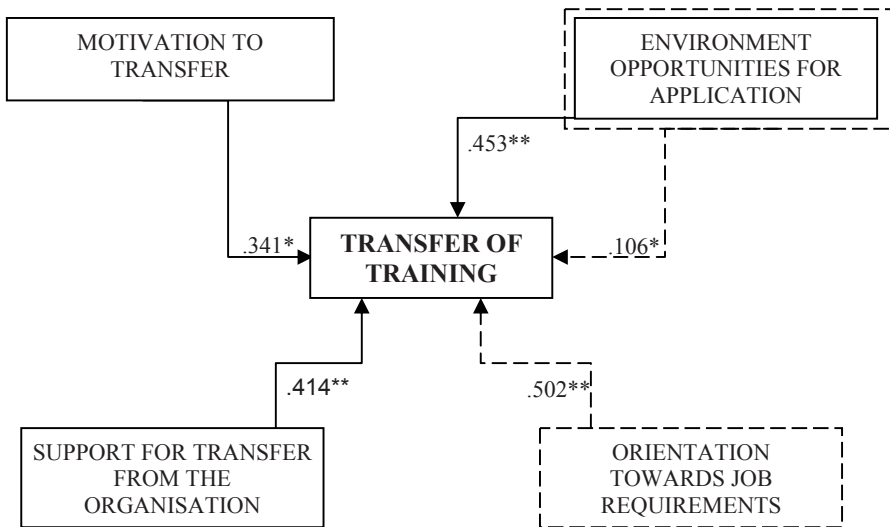 MOTIVATION TO
TRANSFER
ENVIRONMENT
OPPORTUNITIES FOR
APPLICATION
.453**
.341*
TRANSFER OF
TRAINING
.106*
.414**
.502**
SUPPORT FOR TRANSFER
FROM THE
ORGANISATION
ORIENTATION
TOWARDS JOB
REQUIREMENTS